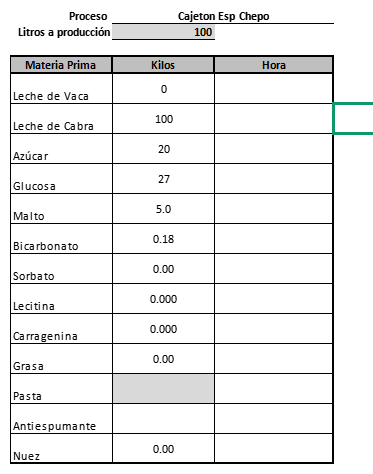 Proceso Cajeton Esp Chepo
Litros a producción 100
Materia Prima Kilos Hora
Leche de Vaca 0
Leche de Cabra 100
Azúcar 20
Glucosa 27
Malto 5.0
Bicarbonato 0.18
Sorbato 0.00
Lecitina 0.000
Carragenina 0.000
Grasa 0.00
Pasta
Antiespumante
Nuez 0.00